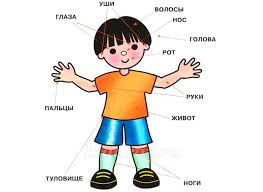 УШИ
ВОЛОСЫ
ГЛАЗА
НОС
ГОЛОВА
РОТ
ПАЛЬЦЫ
РУКИ
ЖИВОТ
ТУЛОВИЩЕ
НОГИ